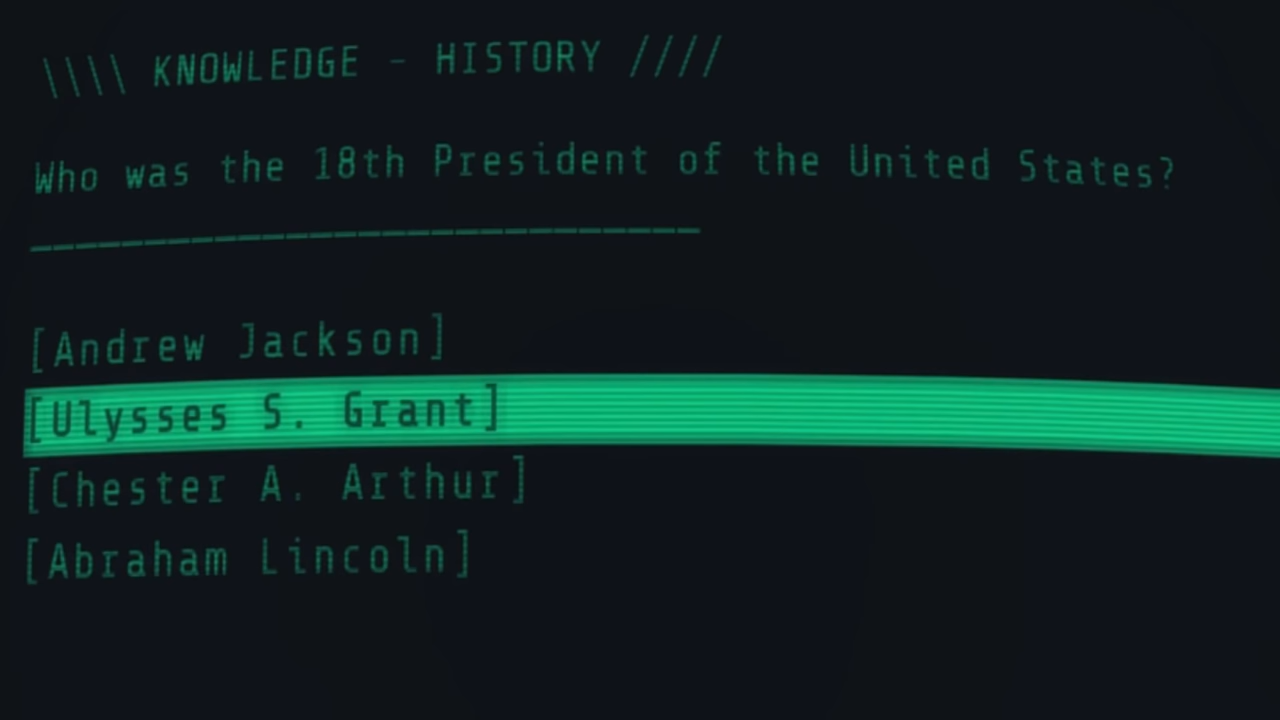 \\\\ KNOWLEDGE - HISTORY ////
Who was the 18th President of the United States?
[Andrew Jackson]
[Ulysses S. Grant]
[Chester A. Arthur]
[Abraham Lincoln]